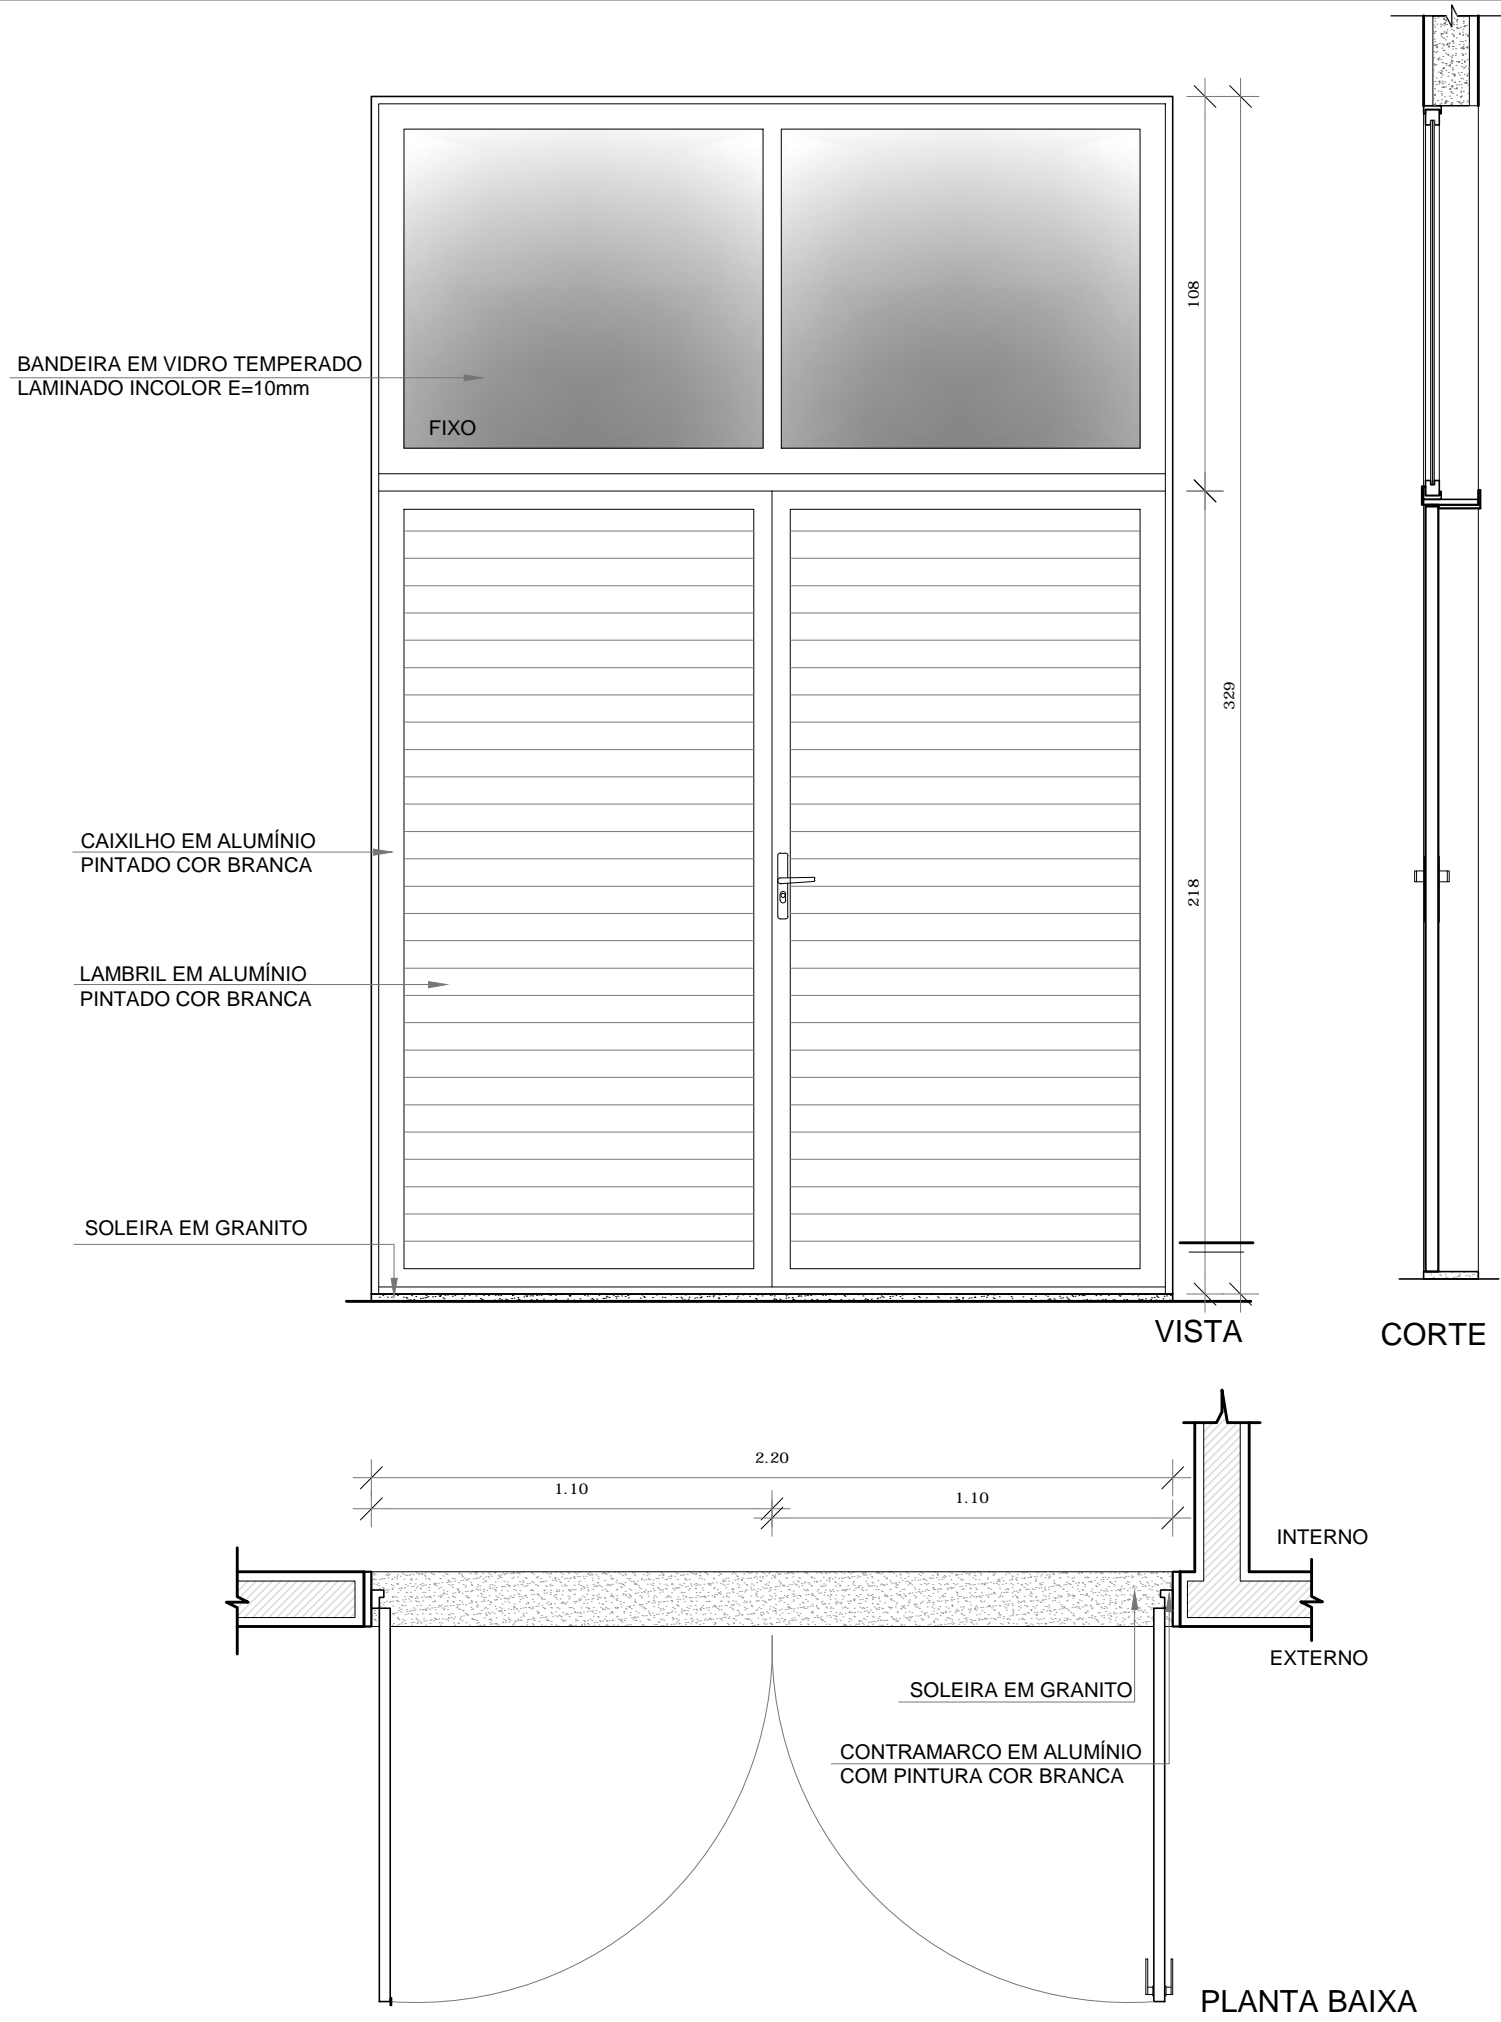 108
BANDEIRA EM VIDRO TEMPERADO
LAMINADO INCOLOR E=10mm
FIXO
329
CAIXILHO EM ALUMÍNIO
PINTADO COR BRANCA
218
LAMBRIL EM ALUMÍNIO
PINTADO COR BRANCA
SOLEIRA EM GRANITO
VISTA
CORTE
2.20
1.10
1.10
INTERNO
EXTERNO
SOLEIRA EM GRANITO
CONTRAMARCO EM ALUMÍNIO
COM PINTURA COR BRANCA
PLANTA BAIXA